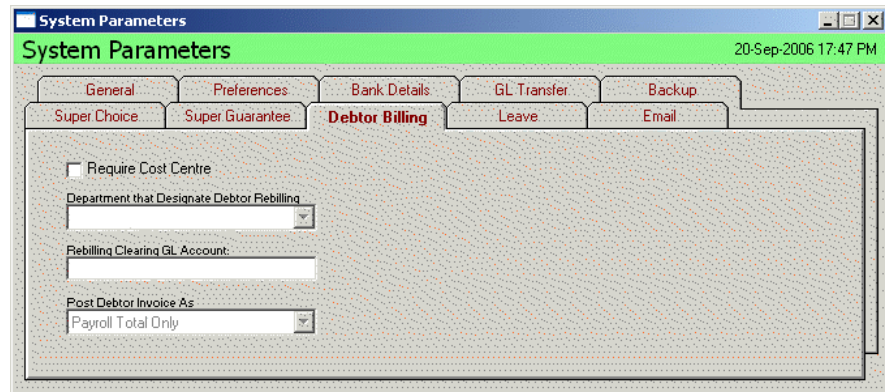 System Parameters
System Parameters 20-Sep-2006 17:47 PM
General Preferences Bank Details GL Transfer Backup
Super Choice Super Guarantee Debtor Billing Leave Email
Require Cost Centre
Department that Designate Debtor Rebilling
Rebilling Clearing GL Account:
Post Debtor Invoice As
Payroll Total Only